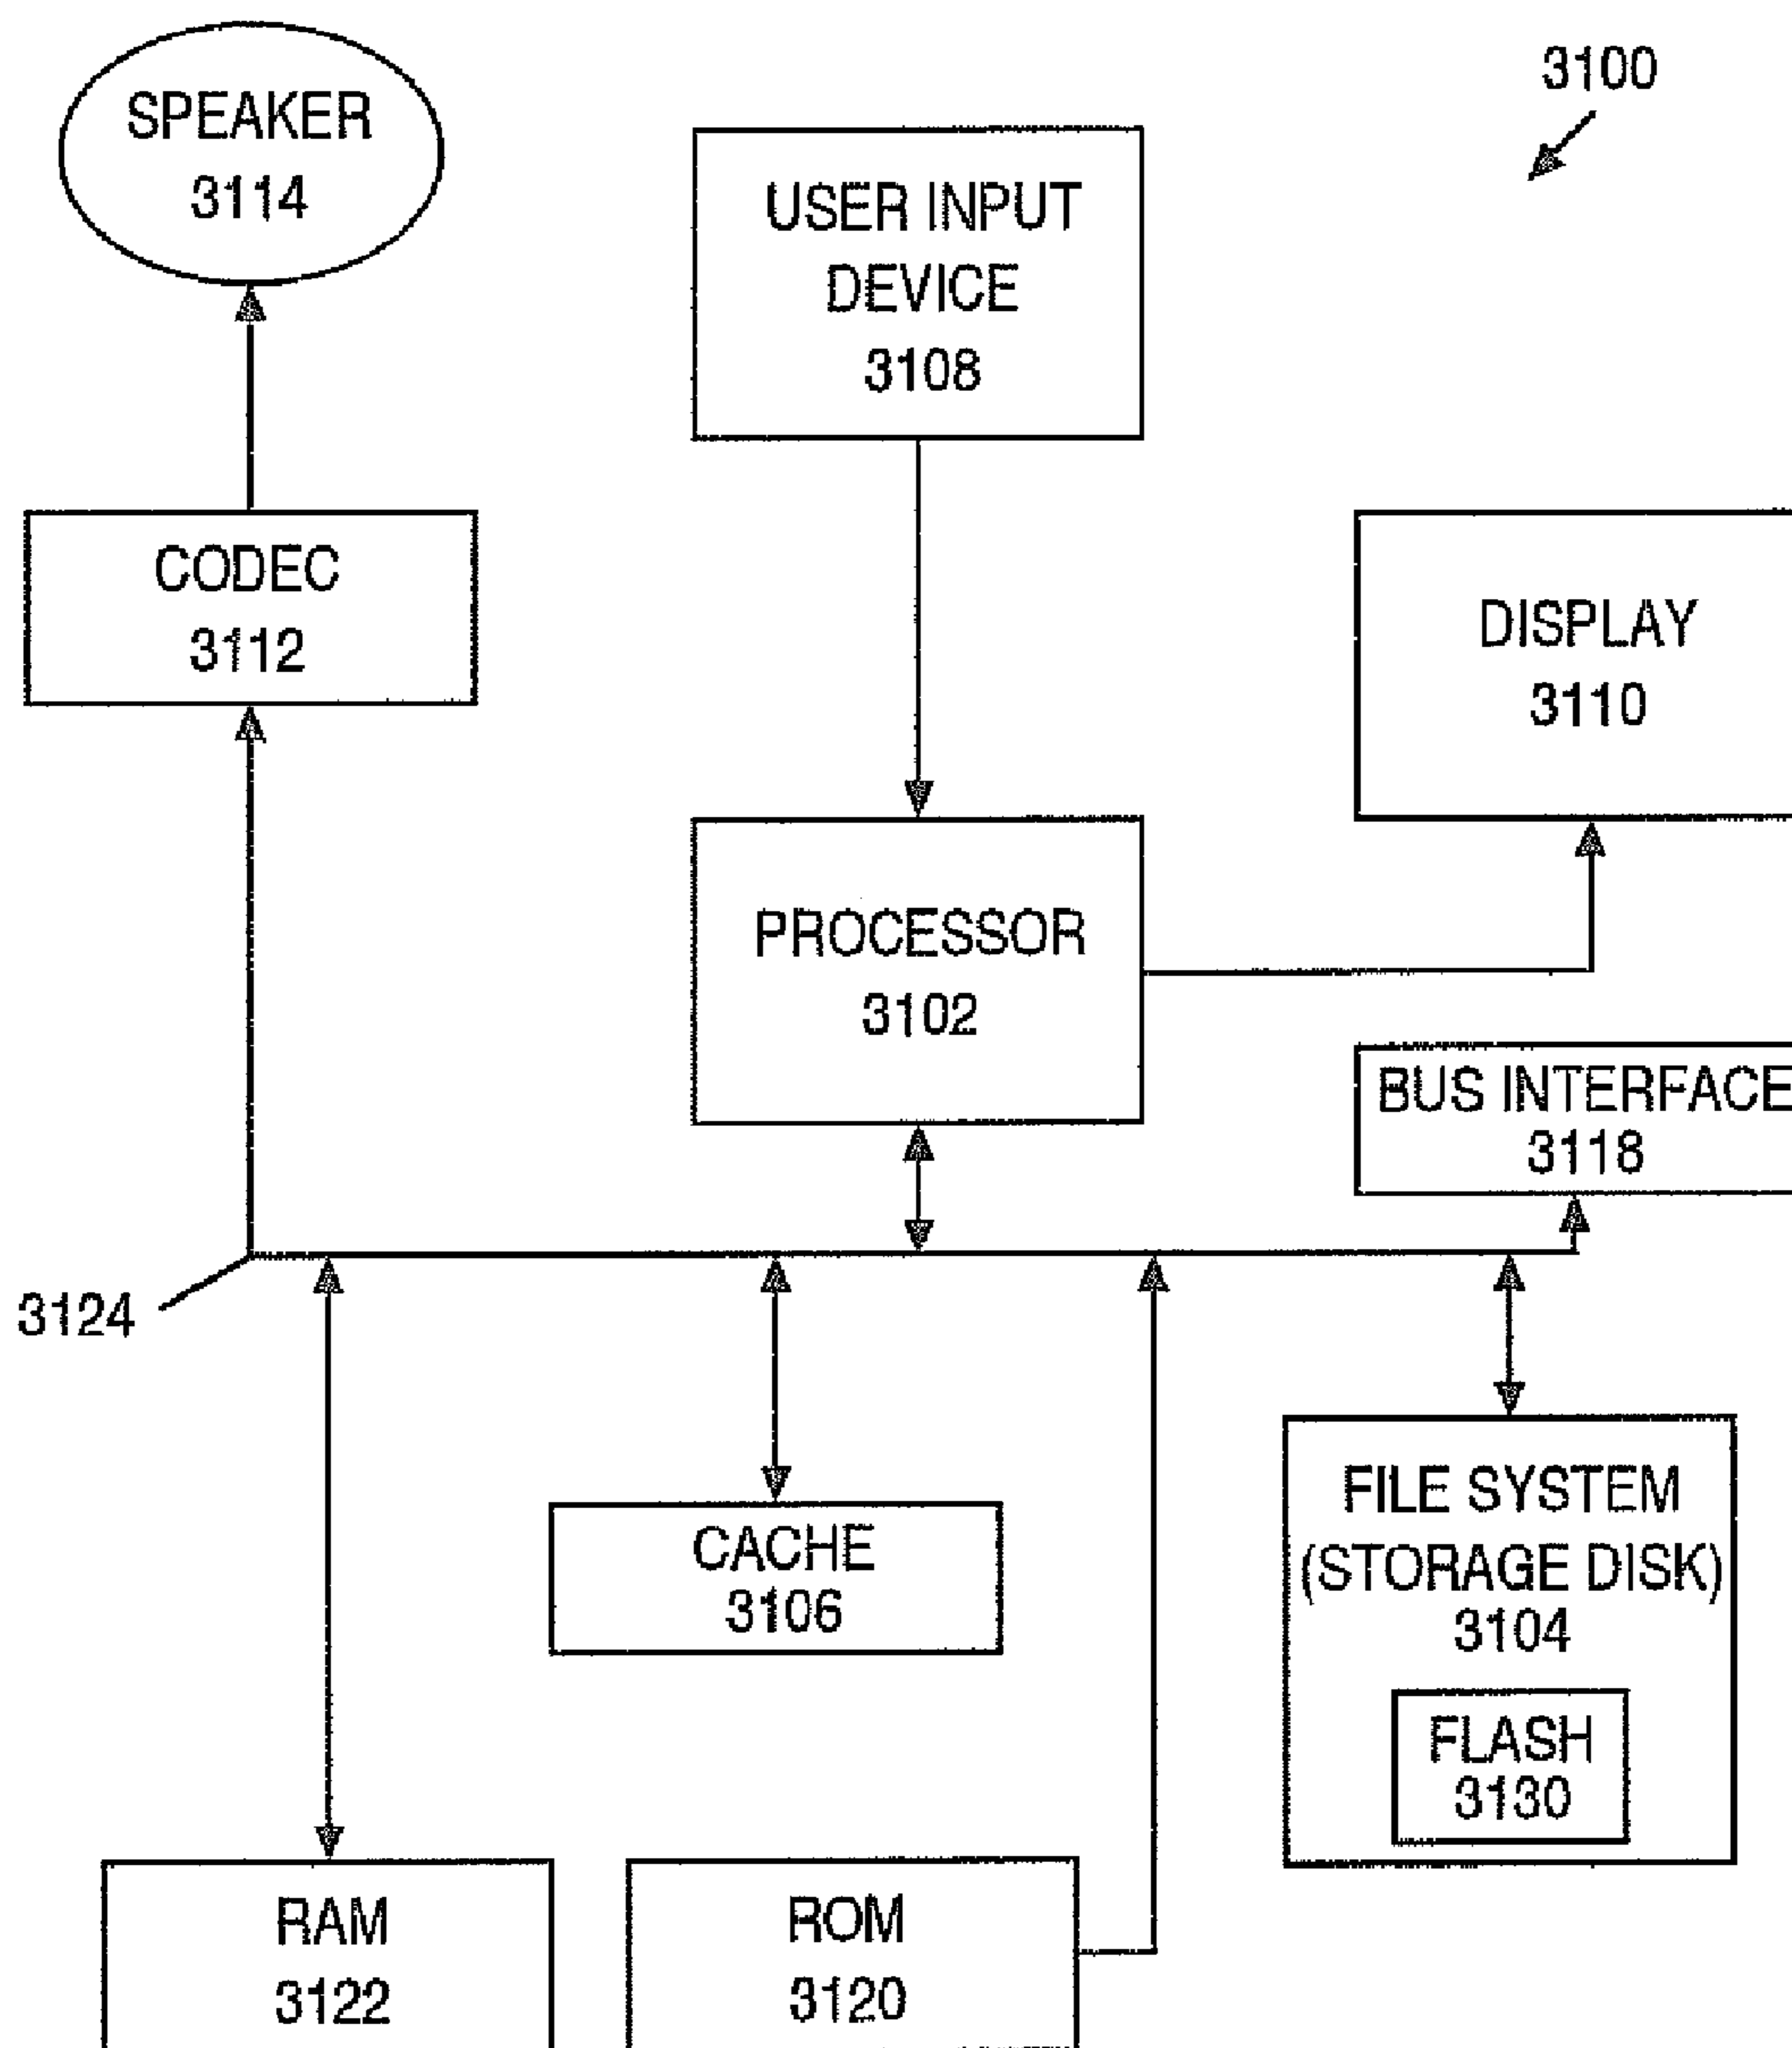 3100
SPEAKER
3114
USER INPUT
DEVICE
3108
CODEC
3112
DISPLAY
3110
PROCESSOR
3102
BUS INTERFACE
3118
3124
FILE SYSTEM
(STORAGE DISK)
3104
CACHE
3106
FLASH
3130
RAM
3122
ROM
3120